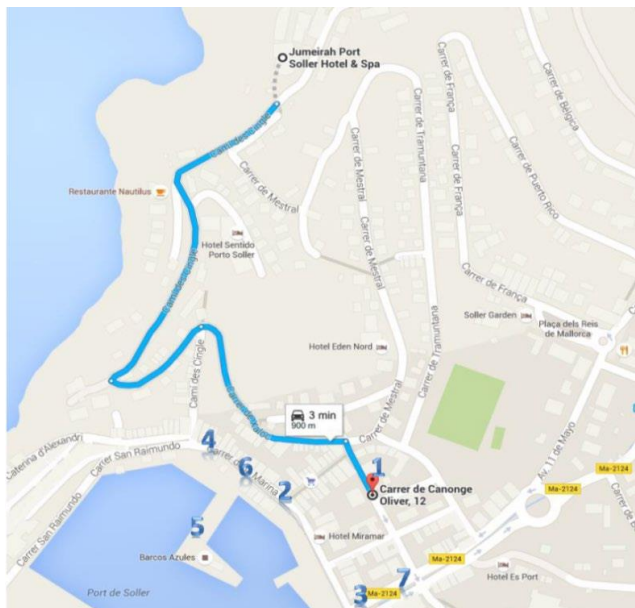 Jumeirah Port
Soller Hotel & Spa
Carrer de França
Carrer de Bèlgica
Carrer de Tramuntana
Carrer de Mestral
Carrer de França
Carrer de Puerto Rico
Restaurante Nautilus
Carrer de Mestral
Hotel Sentido
Porto Soller
Carrer de Mestral
Carrer de França
Soller Garden
Plaça dels Reis
de Mallorca
Hotel Eden Nord
Camí des Cingle
3 min
900 m
Carrer de Mestral
Av. 11 de Mayo
4
Caterina d'Alexandri
Carrer San Raimundo
6
1
Ma-2124
2
Carrer de Canonge
Oliver, 12
Ma-2124
5
Carrer San Raimundo
Hotel Miramar
Barcos Azules
Ma-2124
7
Hotel Es Port
Port de Soller
3
Ma-2124